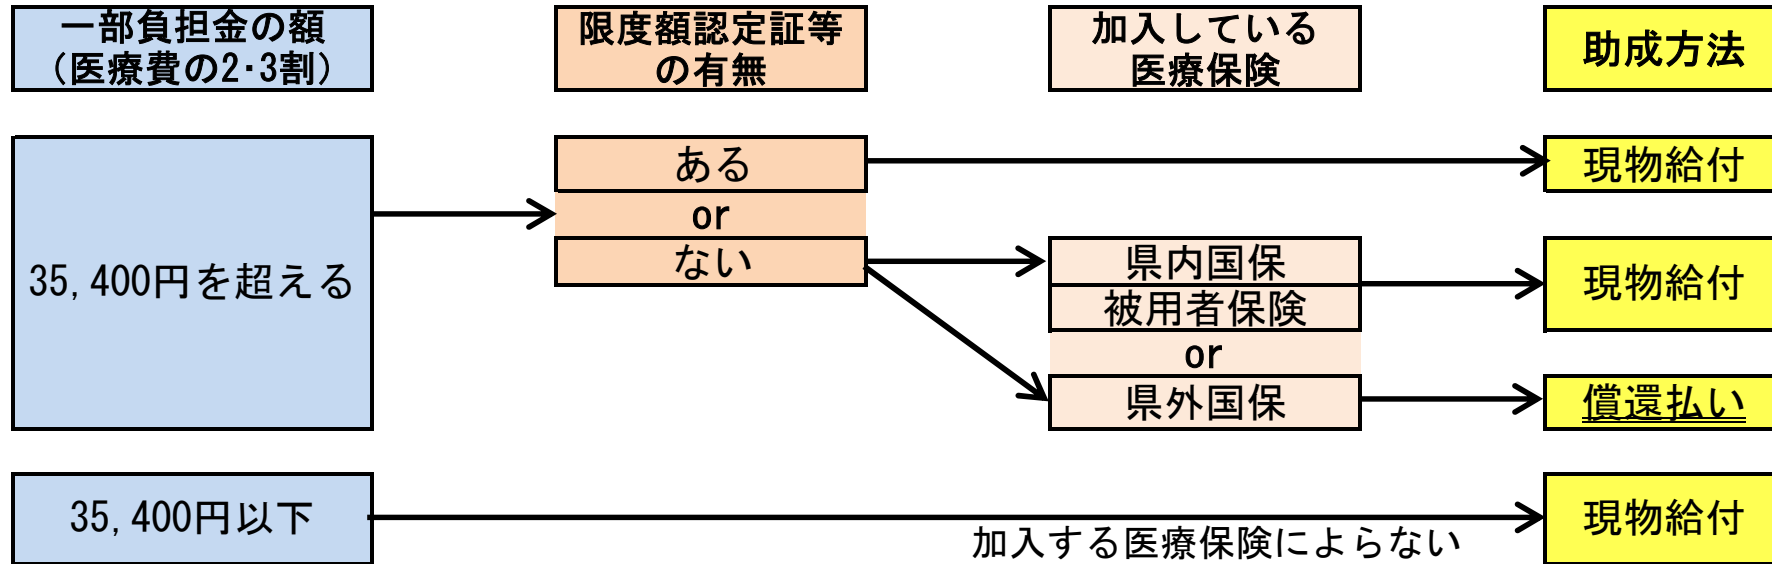 一部負担金の額
（医療費の2・3割）
限度額認定証等
の有無
加入している
医療保険
助成方法
35,400円を超える
ある
or
ない
県内国保
被用者保険
or
県外国保
現物給付
現物給付
償還払い
35,400円以下
加入する医療保険によらない
現物給付